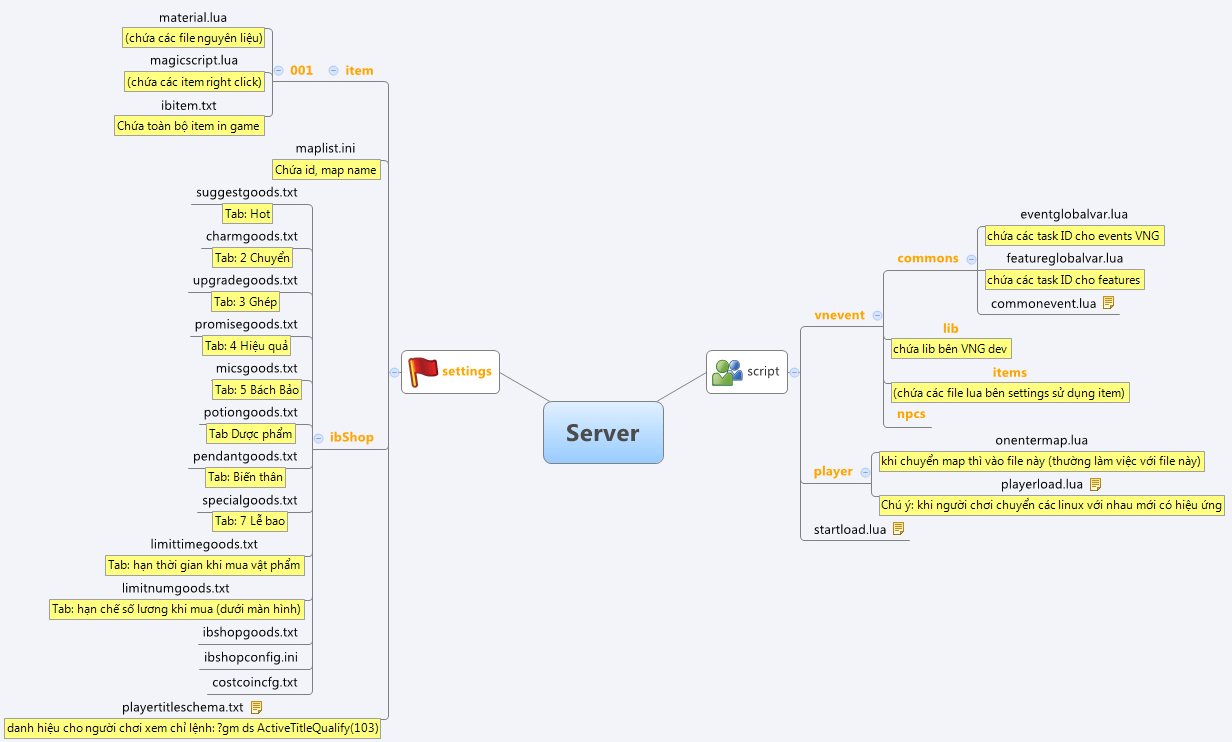 material.lua
(chứa các file nguyên liệu)
magicscript.lua
(chứa các item right click)
ibitem.txt
Chứa toàn bộ item in game
001
item
maplist.ini
Chứa id, map name
suggestgoods.txt
Tab: Hot
charmgoods.txt
Tab: 2 Chuyển
upgradegoods.txt
Tab: 3 Ghép
promisegoods.txt
Tab: 4 Hiệu quả
micsgoods.txt
Tab: 5 Bách Bảo
potiongoods.txt
Tab Dược phẩm
pendantgoods.txt
Tab: Biến thân
specialgoods.txt
Tab: 7 Lễ bao
limittimegoods.txt
Tab: hạn thời gian khi mua vật phẩm
limitnumgoods.txt
Tab: hạn chế số lương khi mua (dưới màn hình)
ibshopgoods.txt
ibshopconfig.ini
costcoincfg.txt
ibShop
playertitleschema.txt
danh hiệu cho người chơi xem chỉ lệnh: ?gm ds ActiveTitleQualify(103)
settings
Server
script
vnevent
commons
eventglobalvar.lua
chứa các task ID cho events VNG
featureglobalvar.lua
chứa các task ID cho features
commonevent.lua
lib
chứa lib bên VNG dev
items
(chứa các file lua bên settings sử dụng item)
npcs
player
onentermap.lua
khi chuyển map thì vào file này (thường làm việc với file này)
playerload.lua
Chú ý: khi người chơi chuyển các linux với nhau mới có hiệu ứng
startload.lua